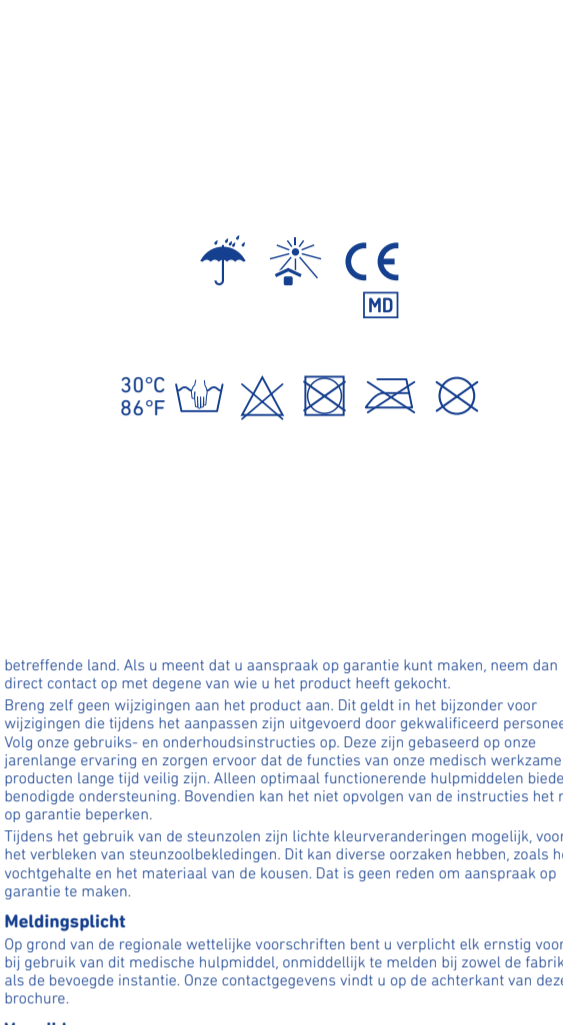 CE
MD
30°C
86°F
betreffende land. Als u meent dat u aanspraak op garantie kunt maken, neem dan
direct contact op met degene van wie u het product heeft gekocht.
Breng zelf geen wijzigingen aan het product aan. Dit geldt in het bijzonder voor
wijzigingen die tijdens het aanpassen zijn uitgevoerd door gekwalificeerd
Volg onze gebruiks- en onderhoudsinstructies op. Deze zijn gebaseerd op onze
jarenlange ervaring en zorgen ervoor dat de functies van onze medisch werkzame
producten lange tijd veilig zijn. Alleen optimaal functionerende hulpmiddelen
benodigde ondersteuning. Bovendien kan het niet opvolgen van de instructies het
op garantie beperken.
Tijdens het gebruik van de steunzolen zijn lichte kleurveranderingen mogelijk,
het verbleken van steunzoolbekledingen. Dit kan diverse oorzaken hebben, zoals
vochtgehalte en het materiaal van de kousen. Dat is geen reden om aanspraak op
garantie te maken.
Meldingsplicht
Op grond van de regionale wettelijke voorschriften bent u verplicht elk ernstig
bij gebruik van dit medische hulpmiddel, onmiddellijk te melden bij zowel de
als de bevoegde instantie. Onze contactgegevens vindt u op de achterkant van
brochure.